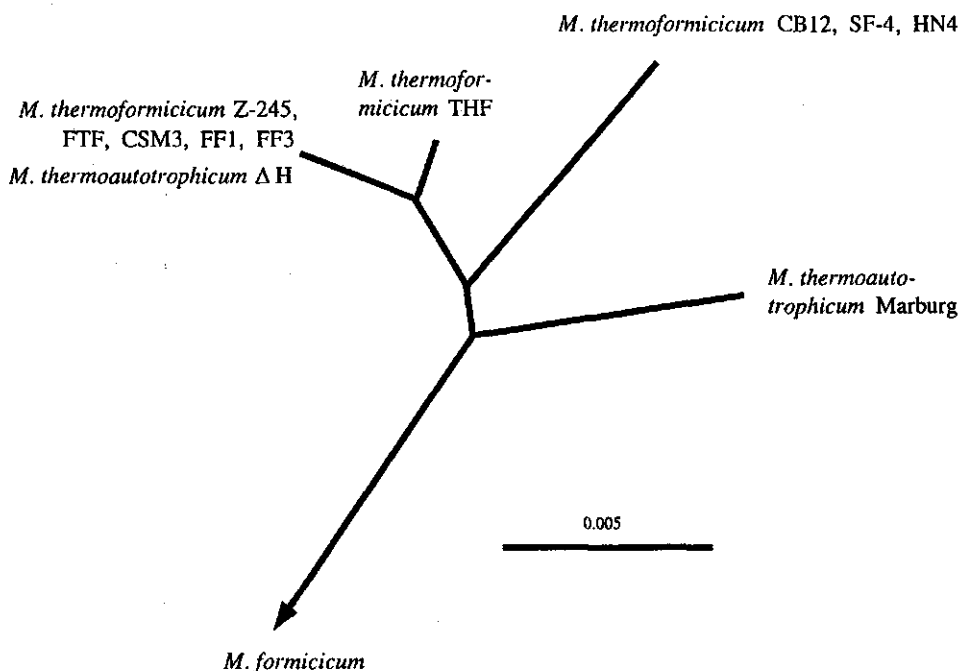 M. thermoformicicum CB12, SF-4, HN4
M. thermofor-
micicum THF
M. thermoformicicum Z-245,
FTF, CSM3, FF1, FF3
M. thermoautotrophicum Δ H
M. thermoauto-
trophicum Marburg
0.005
M. formicicum